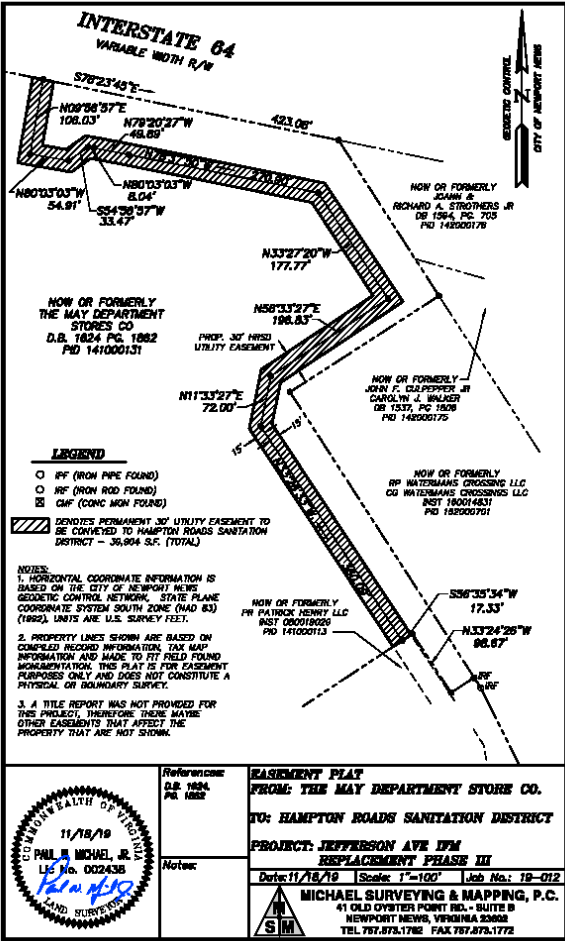 INTERSTATE 64
VARIABLE WIDTH R/W
S78°23'45"E
423.06'
GEODETIC CONTROL
N
CITY OF NEWPORT NEWS
N09°56'57"E
106.03'
N79°20'27"W
49.69'
N80°03'03"W
54.91'
N80°03'03"W
8.04'
S54°56'57"W
33.47'
NOW OR FORMERLY
JOANN &
RICHARD A. STROTHERS JR
DB 1594, PG. 705
PID 142000176
N33°27'20"W
177.77'
NOW OR FORMERLY
THE MAY DEPARTMENT
STORES CO
D.B. 1624 PG. 1862
PID 141000131
N56°33'27"E
196.83'
PROP. 30' HRSD
UTILITY EASEMENT
N11°33'27"E
72.00'
NOW OR FORMERLY
JOHN F. CULPEPPER JR
CAROLYN J. WALKER
DB 1537, PG 1606
PID 142000175
15'
15'
LEGEND
IPF (IRON PIPE FOUND)
IRF (IRON ROD FOUND)
CMF (CONC MON FOUND)
DENOTES PERMANENT 30' UTILITY EASEMENT TO
BE CONVEYED TO HAMPTON ROADS SANITATION
DISTRICT - 39,904 S.F. (TOTAL)
NOW OR FORMERLY
RP WATERMANS CROSSING LLC
CG WATERMANS CROSSINGS LLC
INST 160014831
PID 152000701
NOTES:
1. HORIZONTAL COORDINATE INFORMATION IS
BASED ON THE CITY OF NEWPORT NEWS
GEODETIC CONTROL NETWORK, STATE PLANE
COORDINATE SYSTEM SOUTH ZONE (NAD 83)
(1992), UNITS ARE U.S. SURVEY FEET.
2. PROPERTY LINES SHOWN ARE BASED ON
COMPILED RECORD INFORMATION, TAX MAP
INFORMATION AND MADE TO FIT FIELD FOUND
MONUMENTATION. THIS PLAT IS FOR EASEMENT
PURPOSES ONLY AND DOES NOT CONSTITUTE A
PHYSICAL OR BOUNDARY SURVEY.
3. A TITLE REPORT WAS NOT PROVIDED FOR
THIS PROJECT, THEREFORE THERE MAYBE
OTHER EASEMENTS THAT AFFECT THE
PROPERTY THAT ARE NOT SHOWN.
NOW OR FORMERLY
PR PATRICK HENRY LLC
INST 080019026
PID 141000113
S56°35'34"W
17.33'
N33°24'26"W
98.67'
IRF
IRF
COMMONWEALTH OF VIRGINIA
11/18/19
PAUL W. MICHAEL, JR.
Lic No. 002438
LAND SURVEYOR
References:
D.B. 1624,
PG. 1862
Notes:
EASEMENT PLAT
FROM: THE MAY DEPARTMENT STORE CO.
TO: HAMPTON ROADS SANITATION DISTRICT
PROJECT: JEFFERSON AVE IFM
REPLACEMENT PHASE III
Date: 11/18/19 Scale: 1"=100' Job No.: 19-012
M
S M
MICHAEL SURVEYING & MAPPING, P.C.
41 OLD OYSTER POINT RD. - SUITE B
NEWPORT NEWS, VIRGINIA 23602
TEL 757.873.1762 FAX 757.873.1772